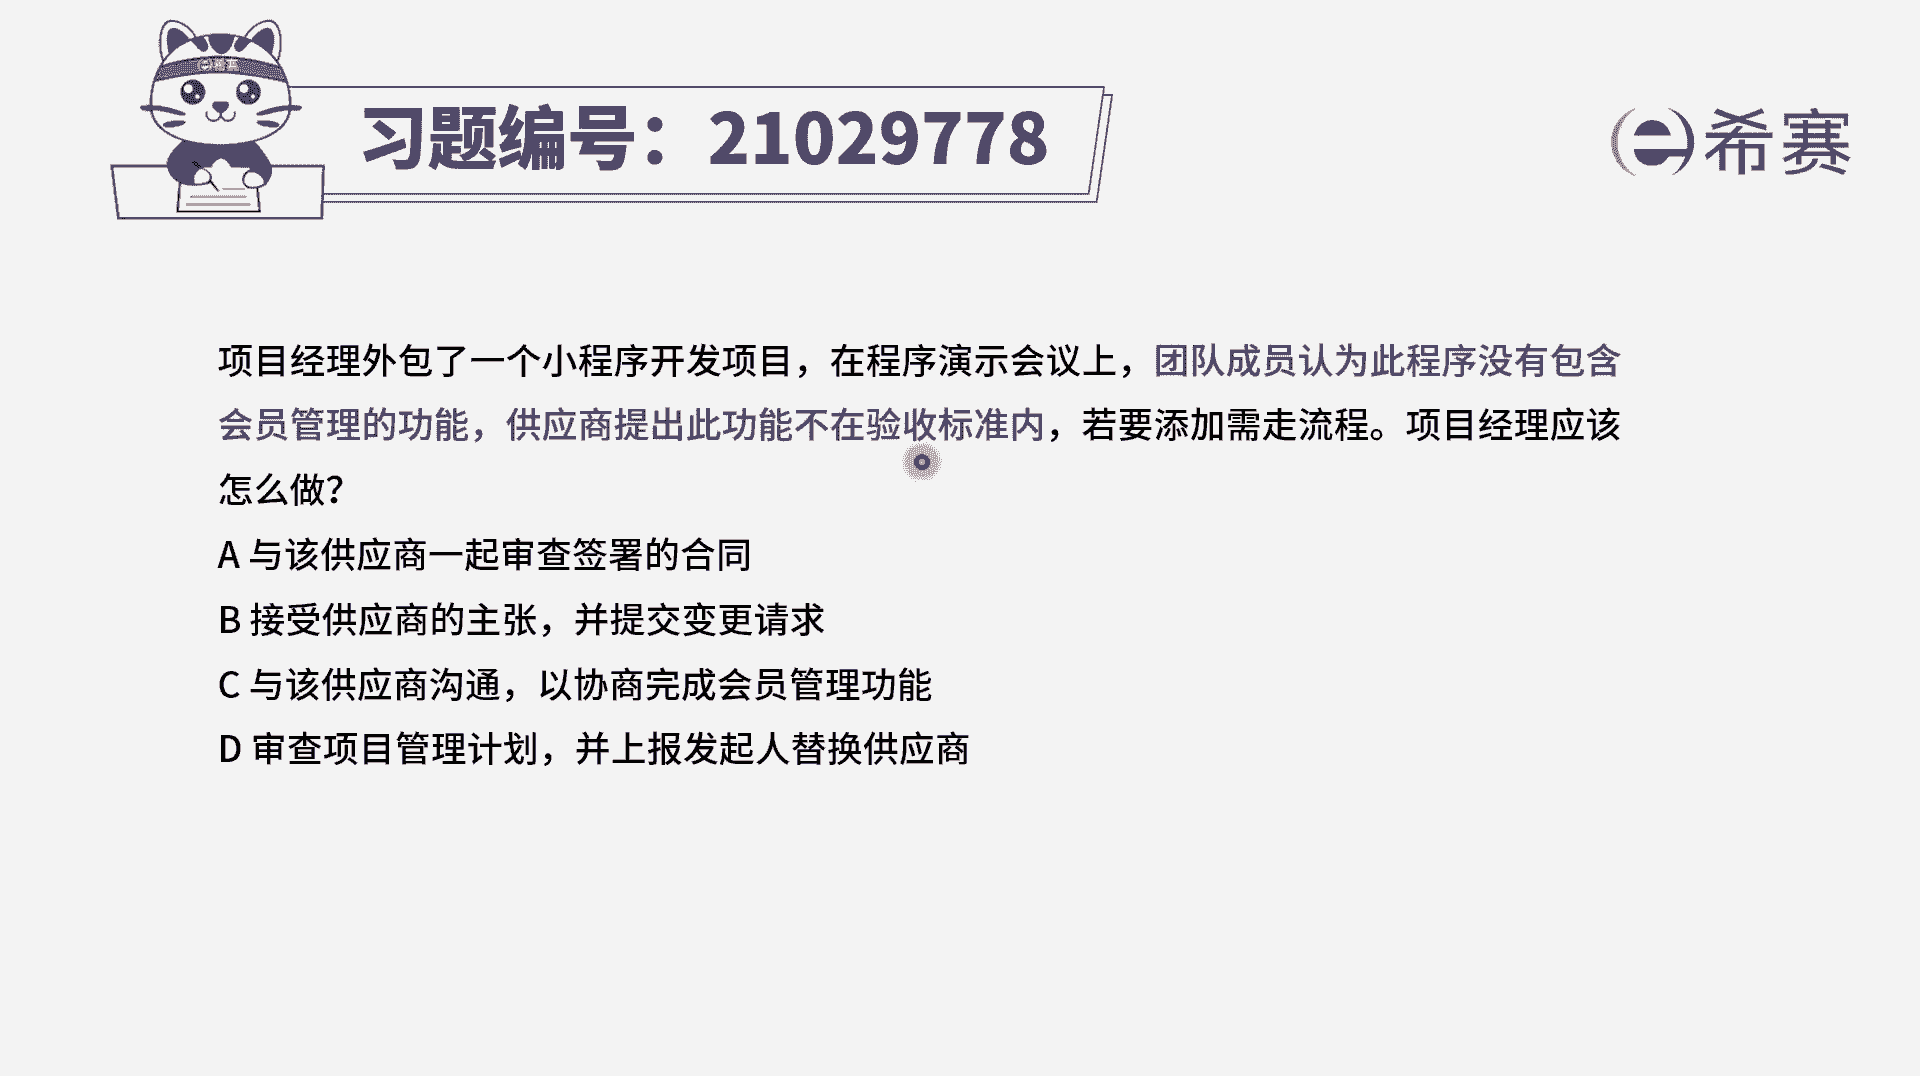 希赛
习题编号：21029778
希赛
项目经理外包了一个小程序开发项目，在程序演示会议上，团队成员认为此程序没有包含
会员管理的功能，供应商提出此功能不在验收标准内，若要添加需走流程。项目经理应该
怎么做？
A 与该供应商一起审查签署的合同
B 接受供应商的主张，并提交变更请求
C 与该供应商沟通，以协商完成会员管理功能
D 审查项目管理计划，并上报发起人替换供应商